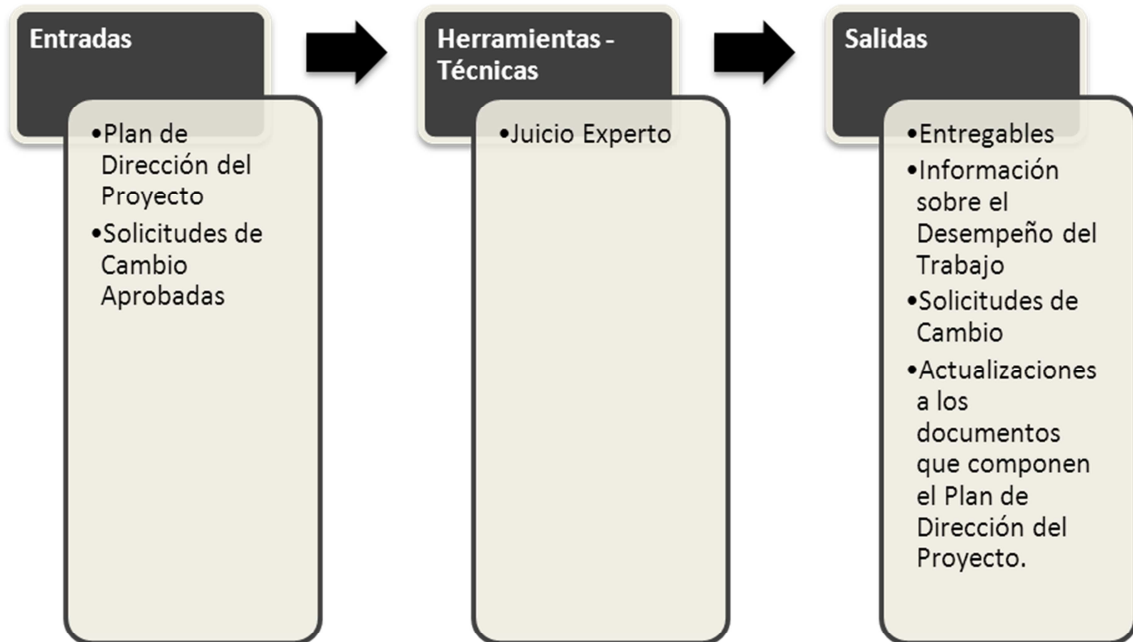 Entradas
•Plan de
Dirección del
Proyecto
•Solicitudes de
Cambio
Aprobadas
Herramientas -
Técnicas
•Juicio Experto
Salidas
•Entregables
•Información
sobre el
Desempeño del
Trabajo
•Solicitudes de
Cambio
•Actualizaciones
a los
documentos
que componen
el Plan de
Dirección del
Proyecto.